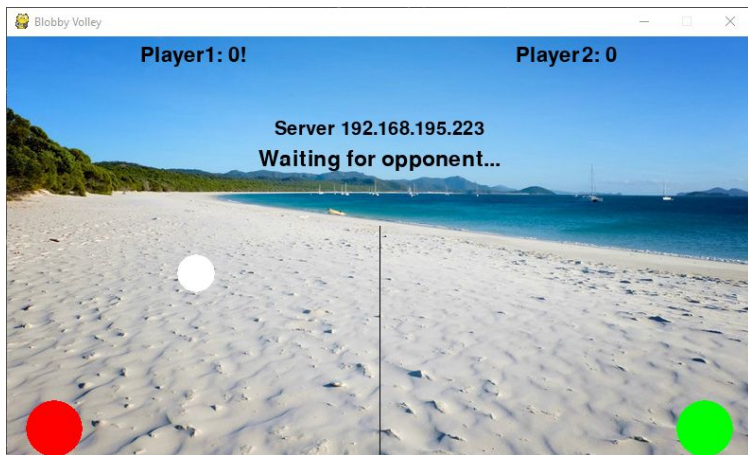 Blobby Volley
Player1: 0!
Player2: 0
Server 192.168.195.223
Waiting for opponent...